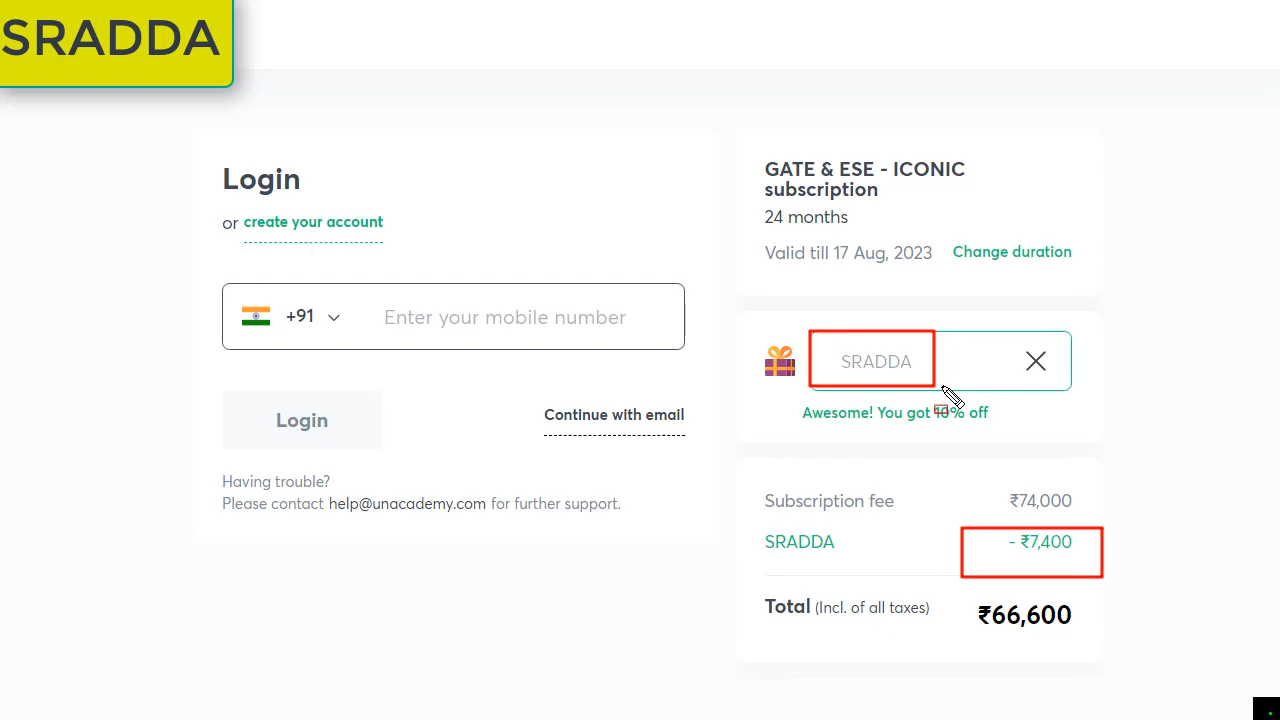 SRADDA
Login
or create your account
+91 Enter your mobile number
Login
Continue with email
Having trouble?
Please contact help@unacademy.com for further support.
GATE & ESE - ICONIC
subscription
24 months
Valid till 17 Aug, 2023 Change duration
SRADDA
Awesome! You got 10% off
Subscription fee ₹74,000
SRADDA - ₹7,400
Total (Incl. of all taxes) ₹66,600